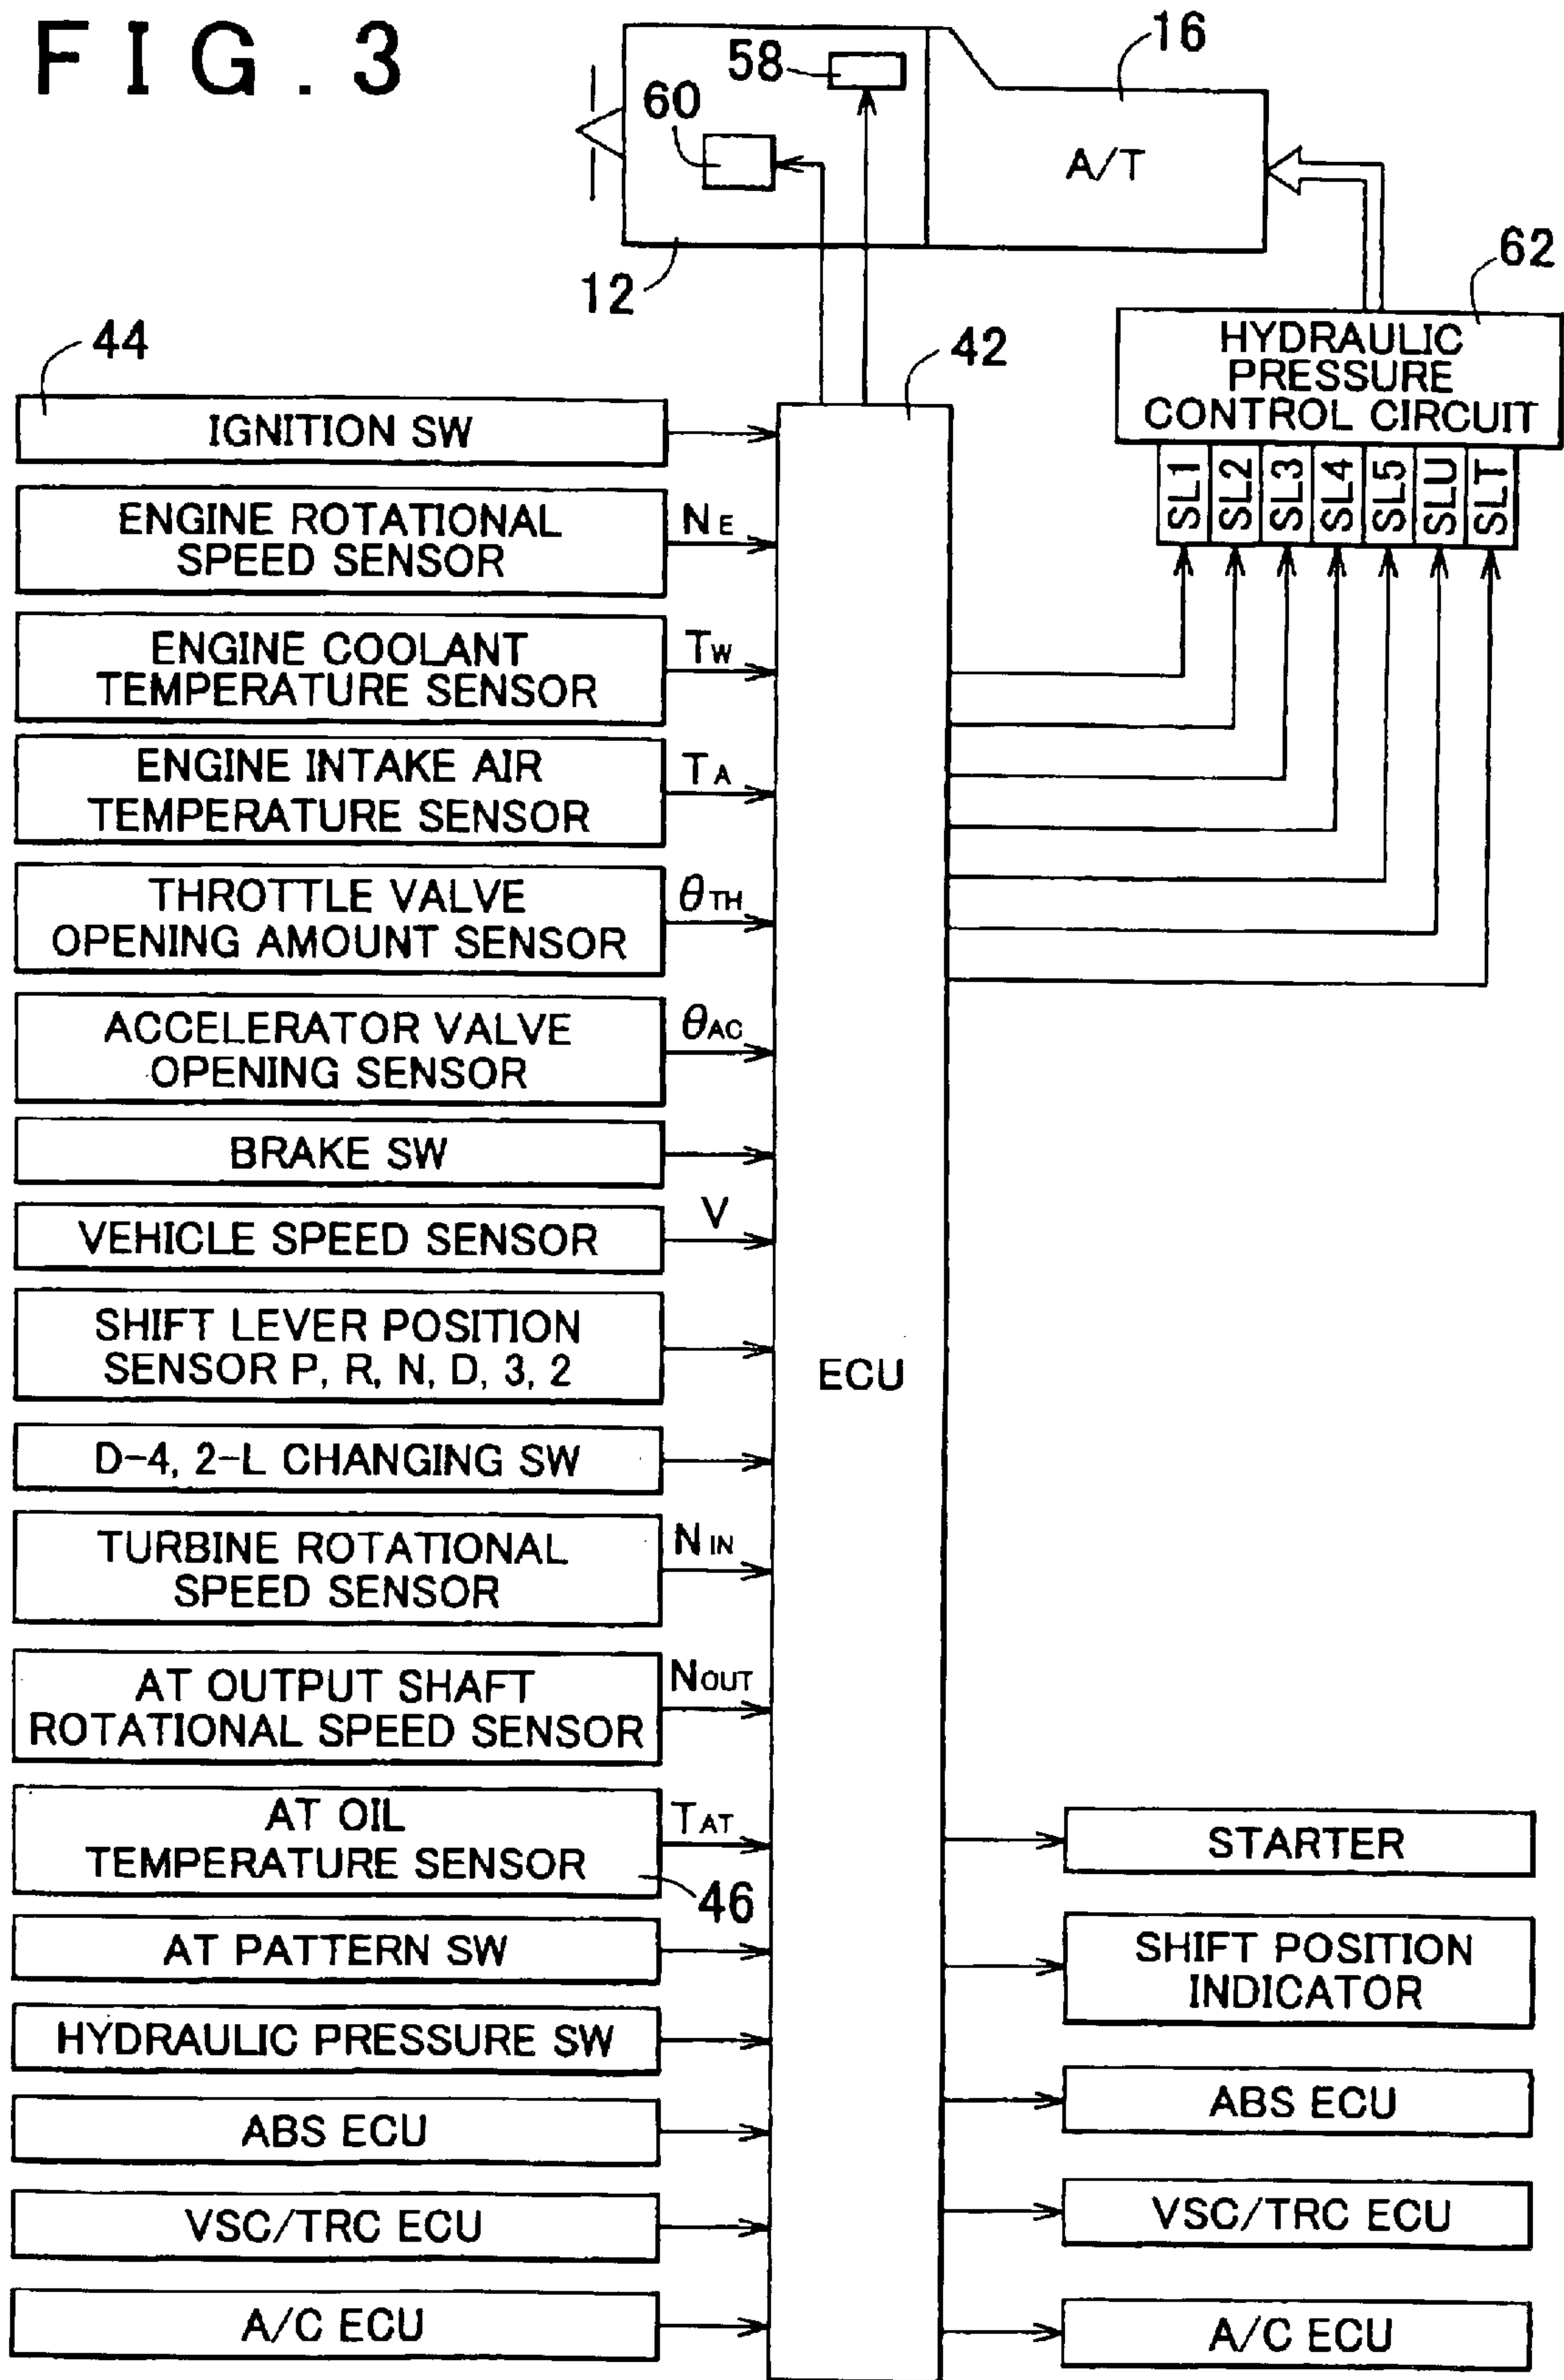 FIG. 3
16
58
60
A/T
12
62
HYDRAULIC
PRESSURE
CONTROL CIRCUIT
SL1
SL2
SL3
SL4
SL5
SLU
SLT
44
42
IGNITION SW
ENGINE ROTATIONAL
SPEED SENSOR
NE
ENGINE COOLANT
TEMPERATURE SENSOR
TW
ENGINE INTAKE AIR
TEMPERATURE SENSOR
TA
THROTTLE VALVE
OPENING AMOUNT SENSOR
θTH
ACCELERATOR VALVE
OPENING SENSOR
θAC
BRAKE SW
VEHICLE SPEED SENSOR
V
SHIFT LEVER POSITION
SENSOR P, R, N, D, 3, 2
ECU
D-4, 2-L CHANGING SW
TURBINE ROTATIONAL
SPEED SENSOR
NIN
AT OUTPUT SHAFT
ROTATIONAL SPEED SENSOR
NOUT
AT OIL
TEMPERATURE SENSOR
TAT
46
AT PATTERN SW
HYDRAULIC PRESSURE SW
ABS ECU
VSC/TRC ECU
A/C ECU
STARTER
SHIFT POSITION
INDICATOR
ABS ECU
VSC/TRC ECU
A/C ECU